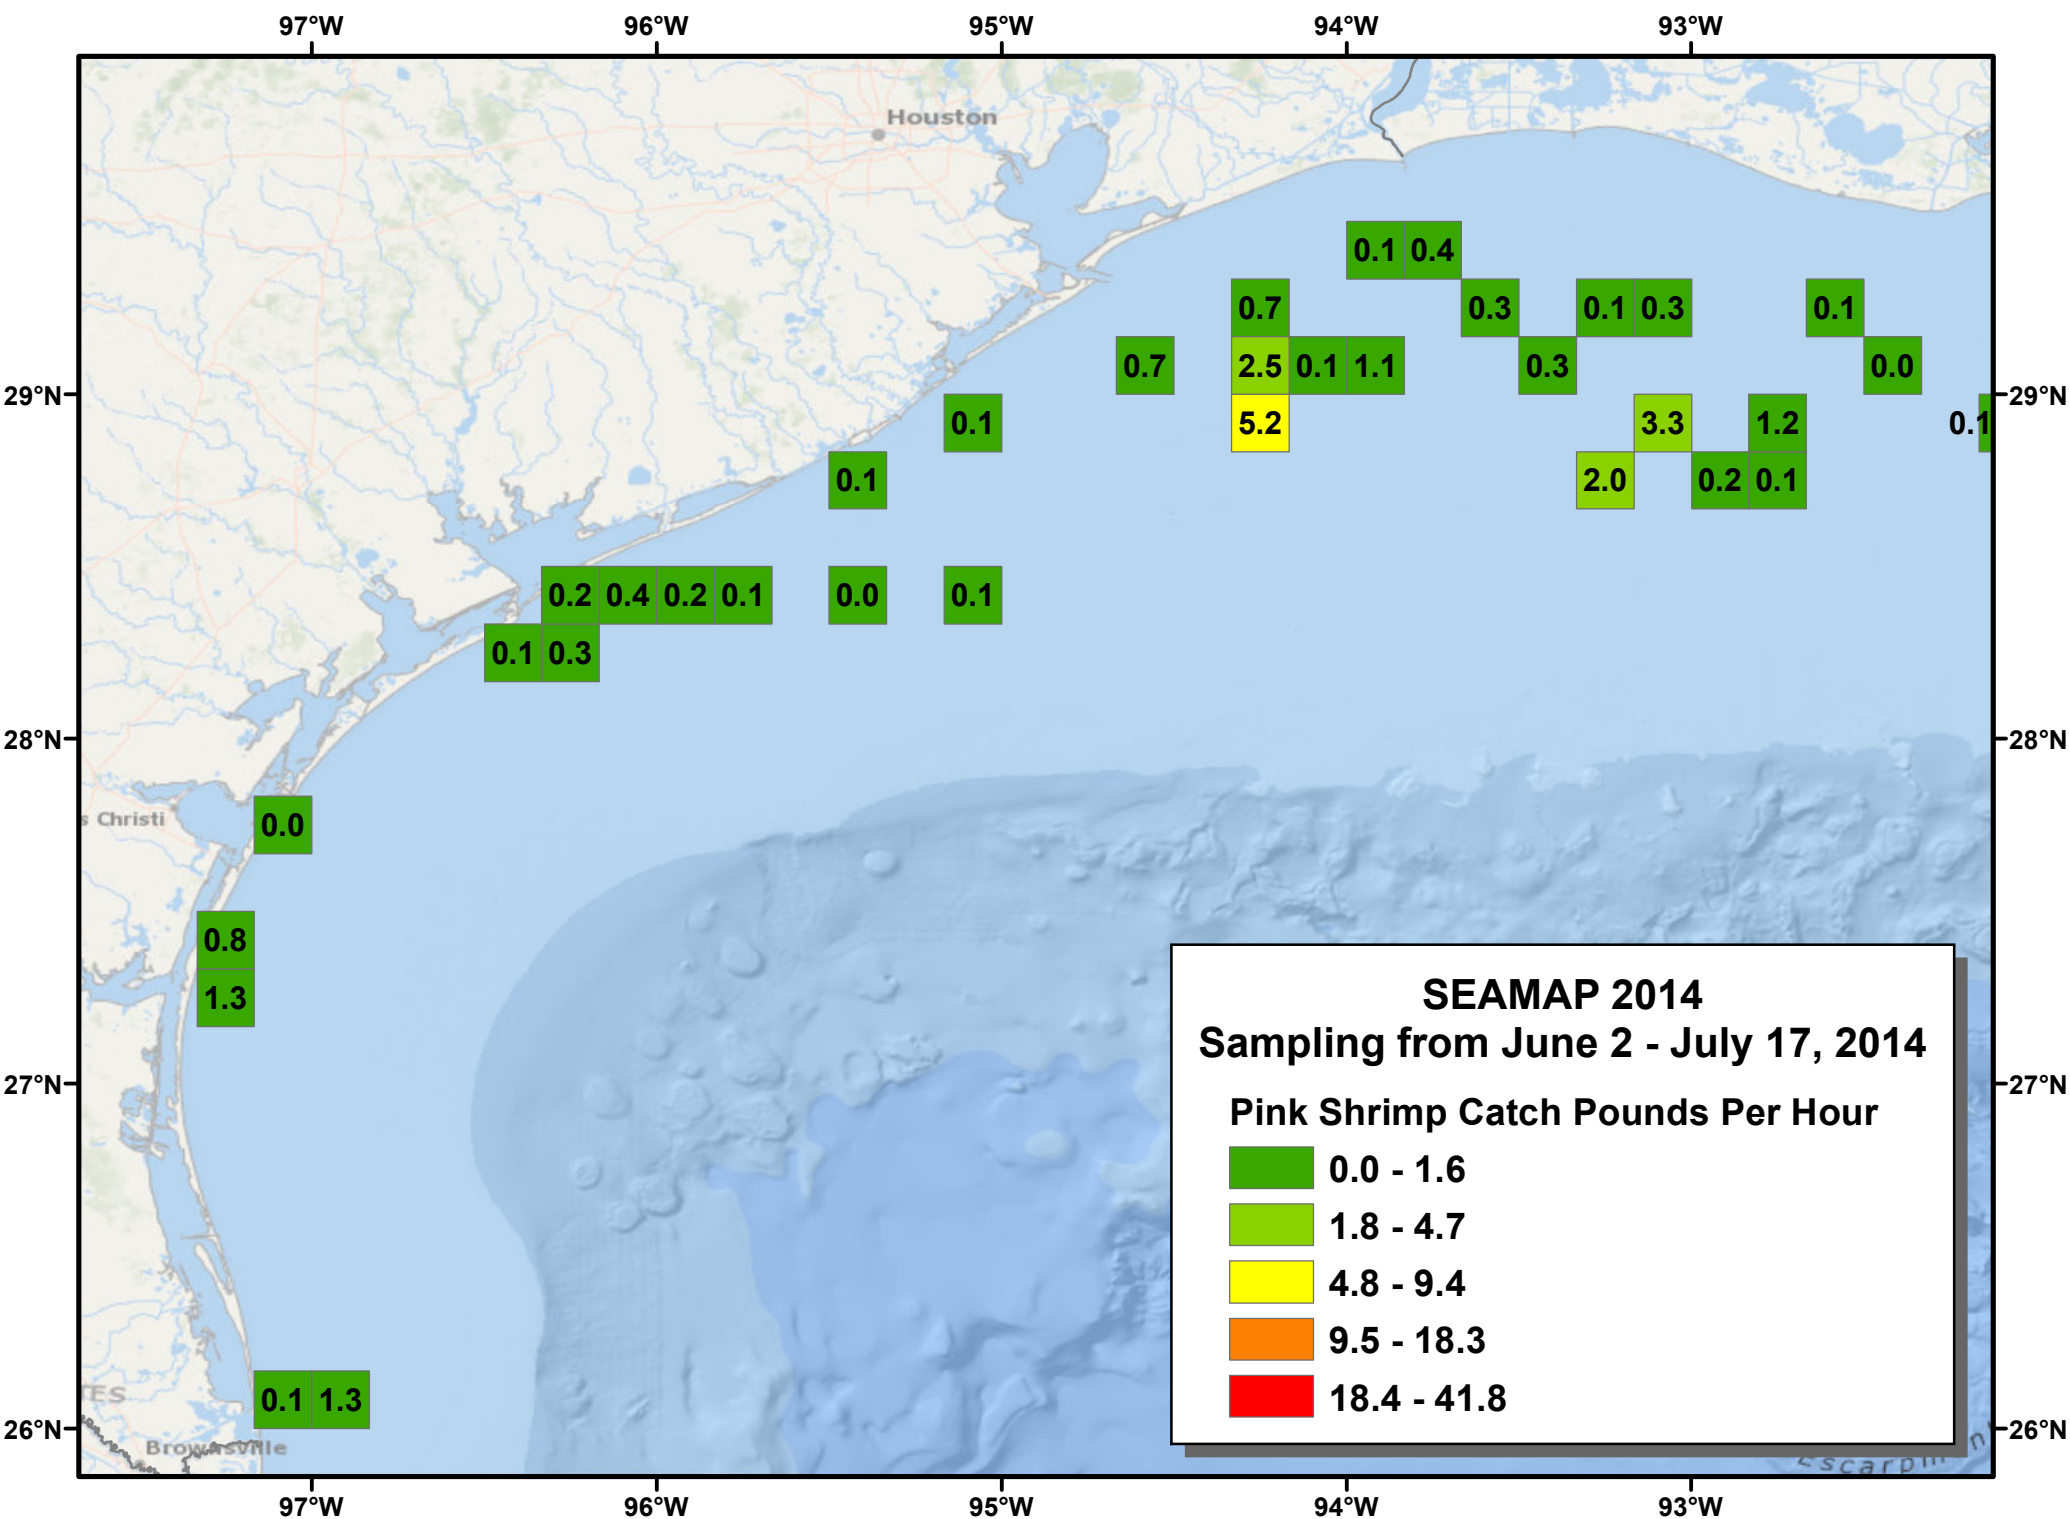 97°W 96°W 95°W 94°W 93°W
Houston
0.1 0.4
0.7 0.3 0.1 0.3 0.1
0.7 2.5 0.1 1.1 0.3 0.0
29°N 29°N
0.1 5.2 3.3 1.2 0.1
0.1 2.0 0.2 0.1
0.2 0.4 0.2 0.1 0.0 0.1
0.1 0.3
28°N 28°N
s Christi 0.0
0.8
1.3
SEAMAP 2014
Sampling from June 2 - July 17, 2014
27°N 27°N
Pink Shrimp Catch Pounds Per Hour
0.0 - 1.6
1.8 - 4.7
4.8 - 9.4
9.5 - 18.3
18.4 - 41.8
TES
0.1 1.3
26°N 26°N
Brownsville
Escarpm n
97°W 96°W 95°W 94°W 93°W